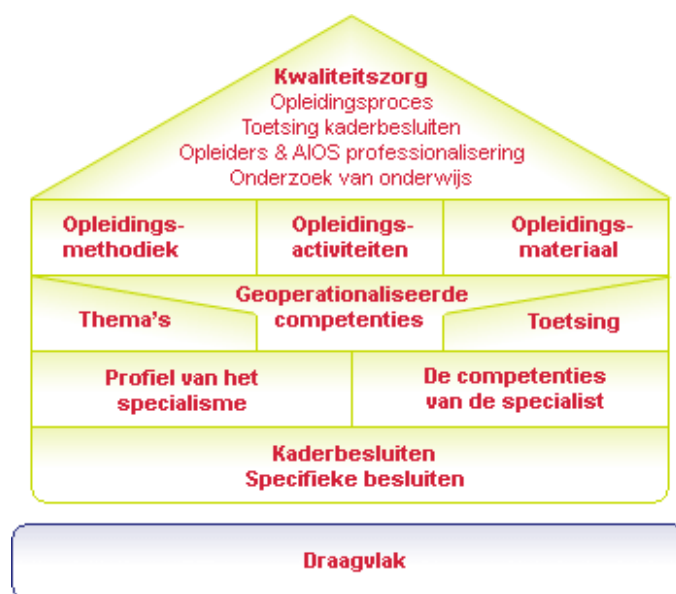 Kwaliteitszorg
Opleidingsproces
Toetsing kaderbesluiten
Opleiders & AIOS professionalisering
Onderzoek van onderwijs
Opleidings-
methodiek
Opleidings-
activiteiten
Opleidings-
materiaal
Geoperationaliseerde
competenties
Thema's
Toetsing
Profiel van het
specialisme
De competenties
van de specialist
Kaderbesluiten
Specifieke besluiten
Draagvlak